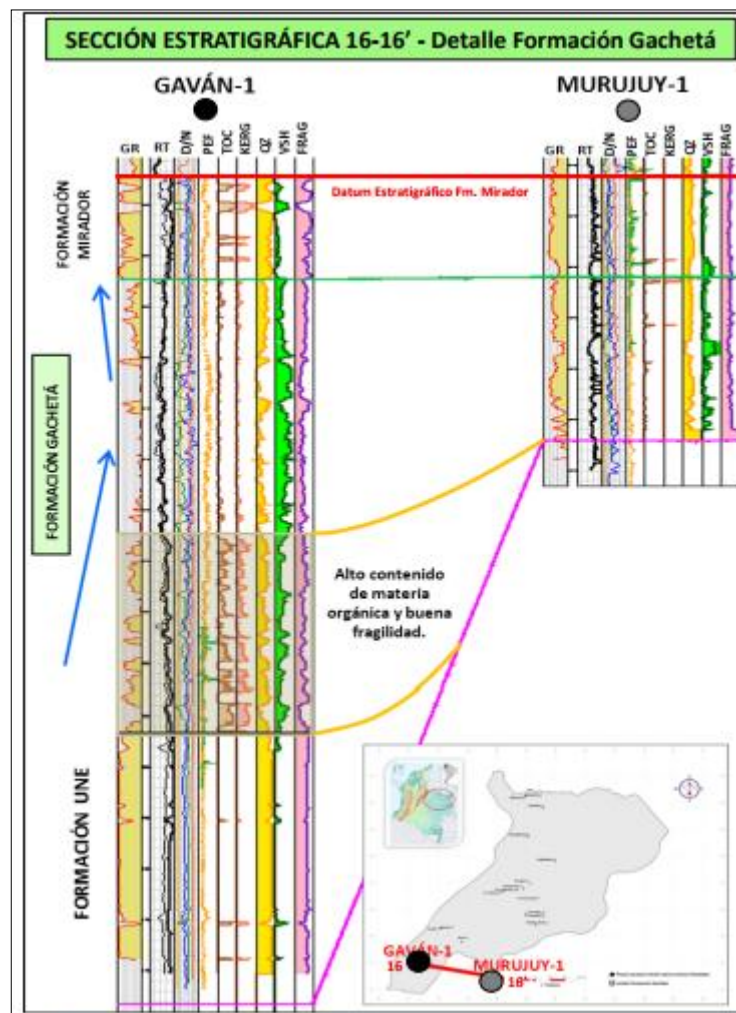 SECCIÓN ESTRATIGRÁFICA 16-16’ - Detalle Formación Gachetá
GAVÁN-1
MURUJUY-1
GR RT D/N PEF TOC KERG QZ VSH FRAG
GR RT D/N PEF TOC KERG QZ VSH FRAG
Datum Estratigráfico Fm. Mirador
FORMACIÓN
MIRADOR
FORMACIÓN GACHETÁ
Alto contenido
de materia
orgánica y buena
fragilidad.
FORMACIÓN UNE
GAVÁN-1
16
MURUJUY-1